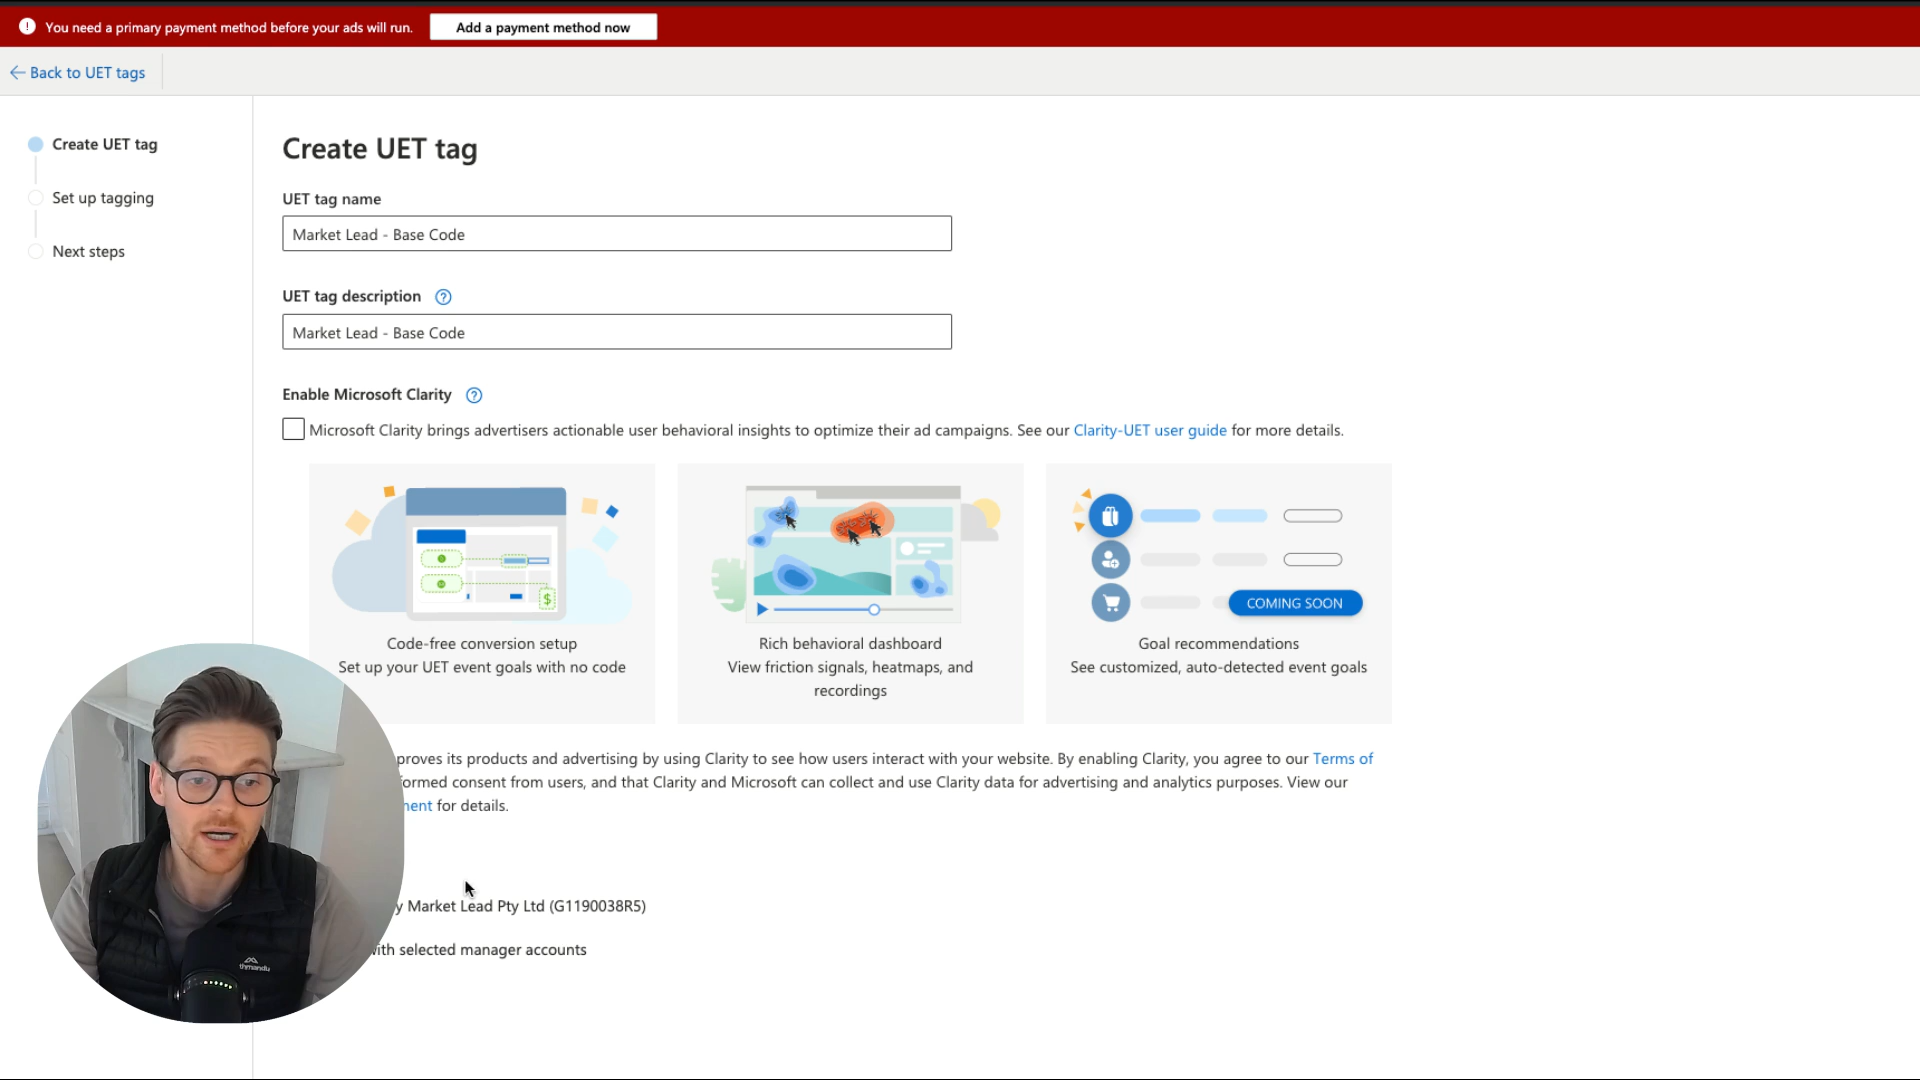 You need a primary payment method before your ads will run.
Add a payment method now
Back to UET tags
Create UET tag
Set up tagging
Next steps
Create UET tag
UET tag name
Market Lead - Base Code
UET tag description
Market Lead - Base Code
Enable Microsoft Clarity
Microsoft Clarity brings advertisers actionable user behavioral insights to optimize their ad campaigns. See our Clarity-UET user guide for more details.
Code-free conversion setup
Set up your UET event goals with no code
Rich behavioral dashboard
View friction signals, heatmaps, and
recordings
COMING SOON
Goal recommendations
See customized, auto-detected event goals
its products and advertising by using Clarity to see how users interact with your website. By enabling Clarity, you agree to our Terms of
consent from users, and that Clarity and Microsoft can collect and use Clarity data for advertising and analytics purposes. View our
for details.
Market Lead Pty Ltd (G1190038R5)
with selected manager accounts
thmandu